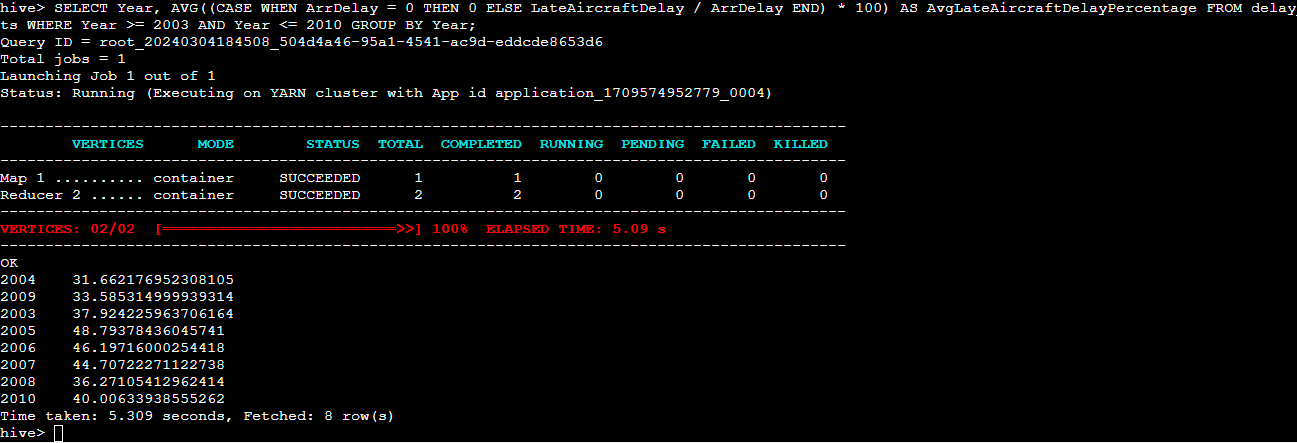 hive> SELECT Year, AVG((CASE WHEN ArrDelay = 0 THEN 0 ELSE LateAircraftDelay / ArrDelay END) * 100) AS AvgLateAircraftDelayPercentage FROM delay_
ts WHERE Year >= 2003 AND Year <= 2010 GROUP BY Year;
Query ID = root_20240304184508_504d4a46-95a1-4541-ac9d-eddcde8653d6
Total jobs = 1
Launching Job 1 out of 1
Status: Running (Executing on YARN cluster with App id application_1709574952779_0004)
----------------------------------------------------------------------------------------------
VERTICES MODE STATUS TOTAL COMPLETED RUNNING PENDING FAILED KILLED
----------------------------------------------------------------------------------------------
Map 1 .......... container SUCCEEDED 1 1 0 0 0 0
Reducer 2 ...... container SUCCEEDED 2 2 0 0 0 0
----------------------------------------------------------------------------------------------
VERTICES: 02/02 [==========================>>] 100% ELAPSED TIME: 5.09 s
----------------------------------------------------------------------------------------------
OK
2004 31.662176952308105
2009 33.585314999939314
2003 37.924225963706164
2005 48.79378436045741
2006 46.19716000254418
2007 44.70722271122738
2008 36.27105412962414
2010 40.00633938555262
Time taken: 5.309 seconds, Fetched: 8 row(s)
hive>